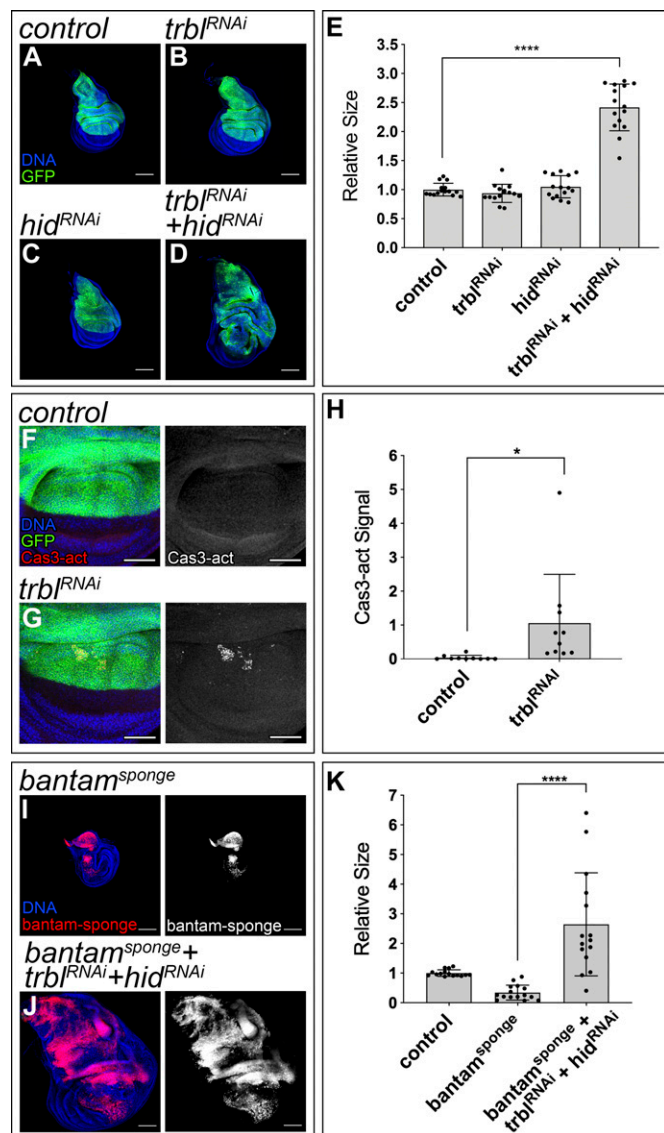 control
trbl^RNAi
A
B
DNA
GFP
hid^RNAi
trbl^RNAi
+hid^RNAi
C
D
E
****
3.5
3.0
2.5
2.0
1.5
1.0
0.5
0.0
Relative Size
control
trbl^RNAi
hid^RNAi
trbl^RNAi + hid^RNAi
control
F
DNA
GFP
Cas3-act
Cas3-act
trbl^RNAi
G
H
*
6
5
4
3
2
1
0
Cas3-act Signal
control
trbl^RNAi
bantam^sponge
I
DNA
bantam-sponge
bantam-sponge
bantam^sponge+
trbl^RNAi+hid^RNAi
J
K
****
7
6
5
4
3
2
1
0
Relative Size
control
bantam^sponge
bantam^sponge +
trbl^RNAi + hid^RNAi